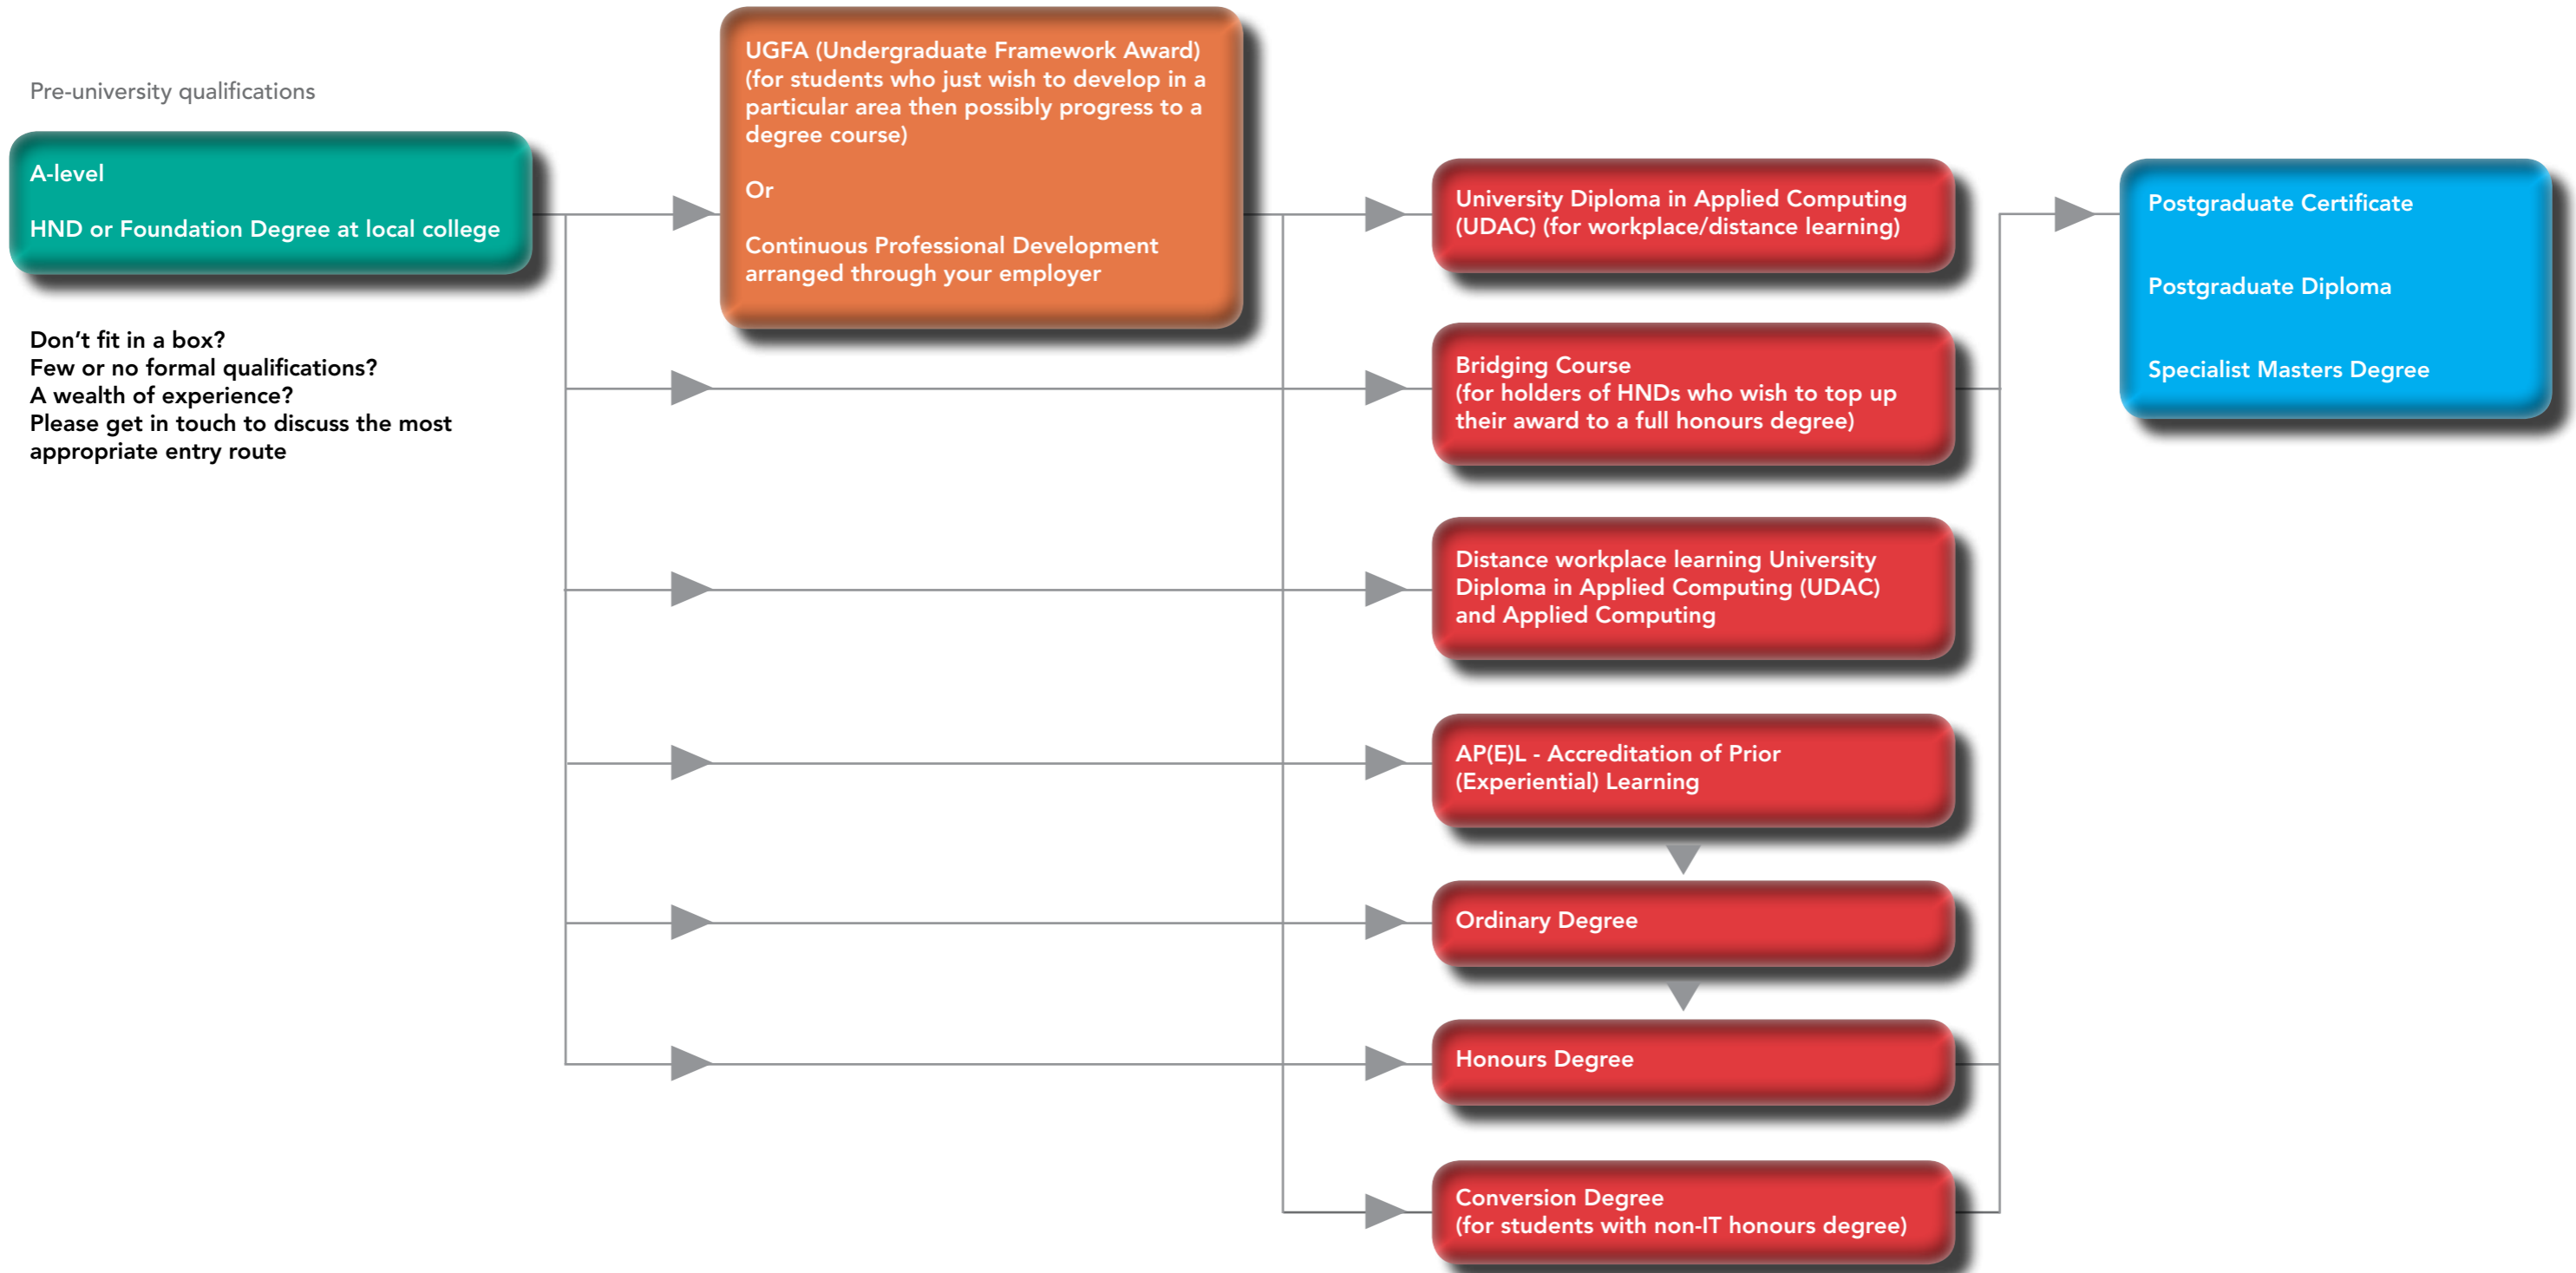 Pre-university qualifications
A-level
HND or Foundation Degree at local college
Don't fit in a box?
Few or no formal qualifications?
A wealth of experience?
Please get in touch to discuss the most
appropriate entry route
UGFA (Undergraduate Framework Award)
(for students who just wish to develop in a
particular area then possibly progress to a
degree course)
Or
Continuous Professional Development
arranged through your employer
University Diploma in Applied Computing
(UDAC) (for workplace/distance learning)
Bridging Course
(for holders of HNDs who wish to top up
their award to a full honours degree)
Distance workplace learning University
Diploma in Applied Computing (UDAC)
and Applied Computing
AP(E)L - Accreditation of Prior
(Experiential) Learning
Ordinary Degree
Honours Degree
Conversion Degree
(for students with non-IT honours degree)
Postgraduate Certificate
Postgraduate Diploma
Specialist Masters Degree